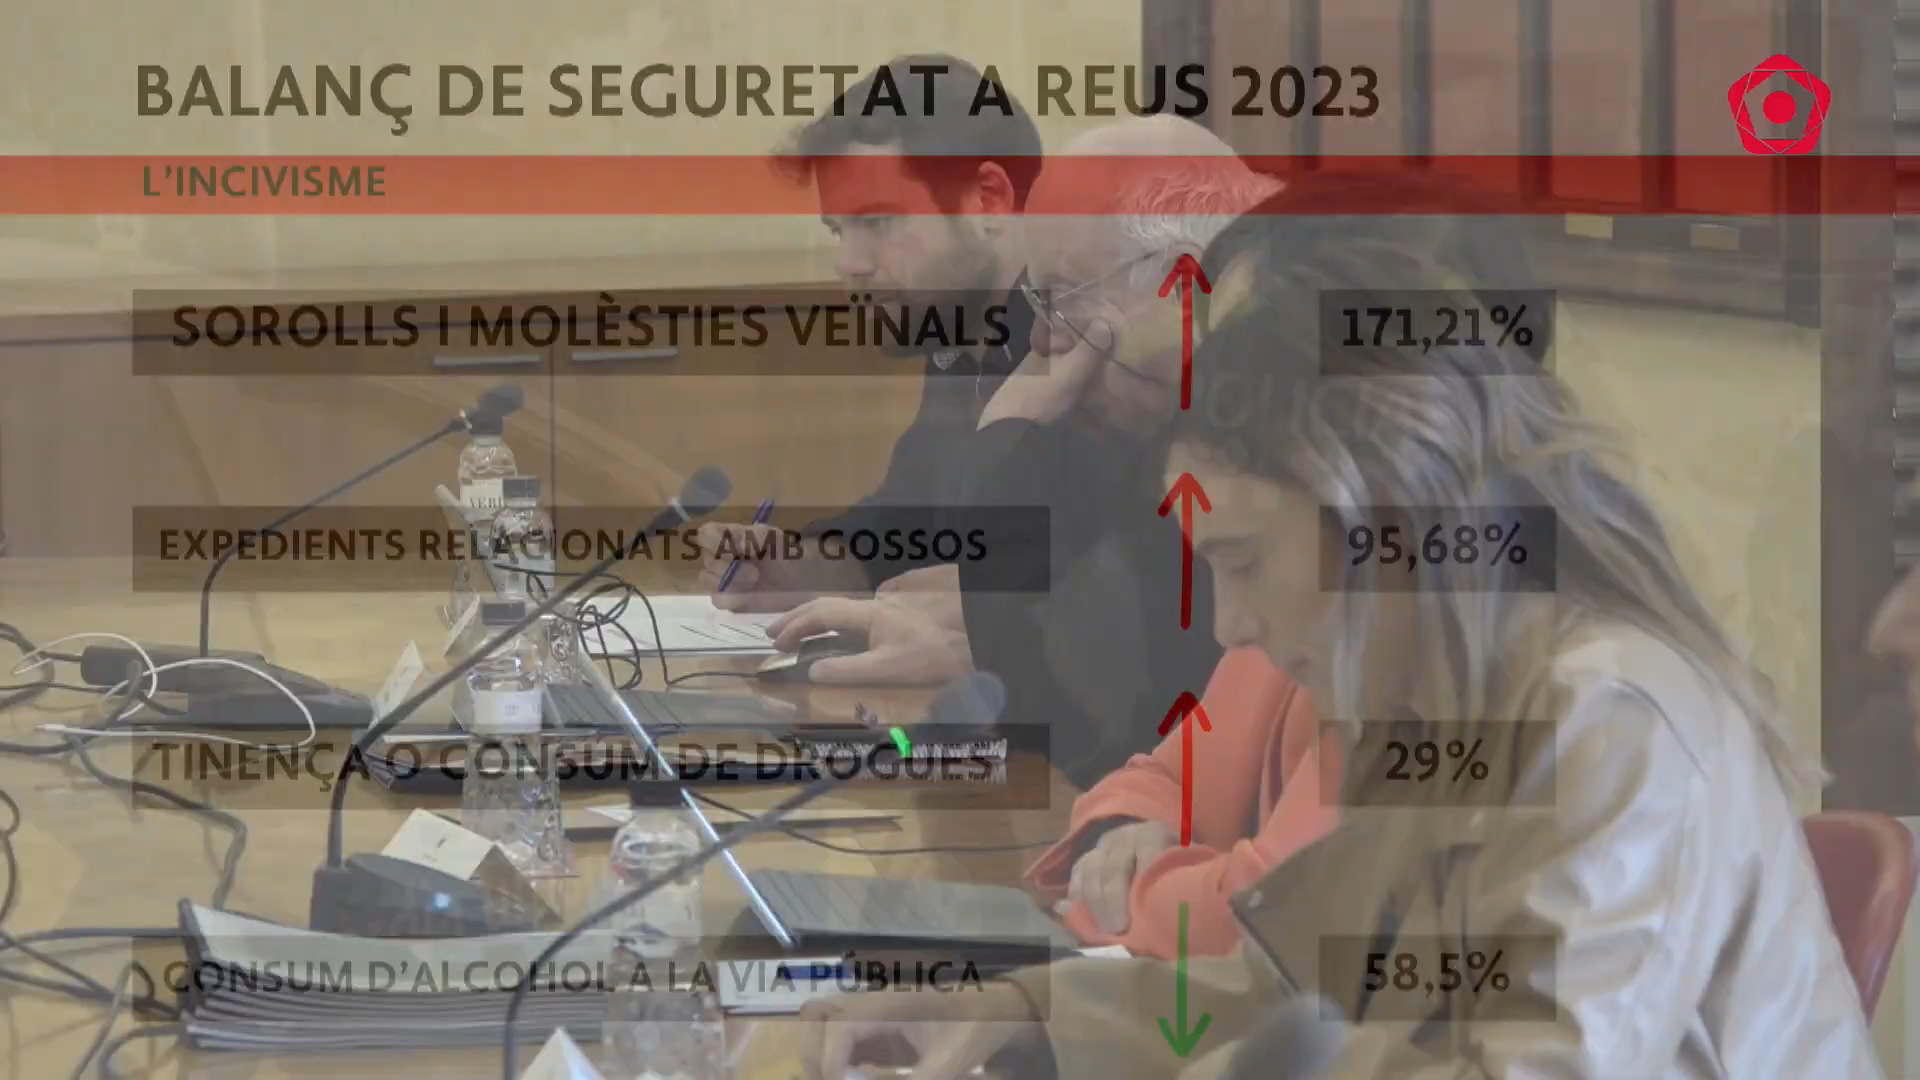 BALANÇ DE SEGURETAT A REUS 2023
L'INCIVISME
SOROLLS I MOLÈSTIES VEÏNALS 171,21%
EXPEDIENTS RELACIONATS AMB GOSSOS 95,68%
TINENÇA O CONSUM DE DROGUES 29%
CONSUM D'ALCOHOL A LA VIA PÚBLICA 58,5%